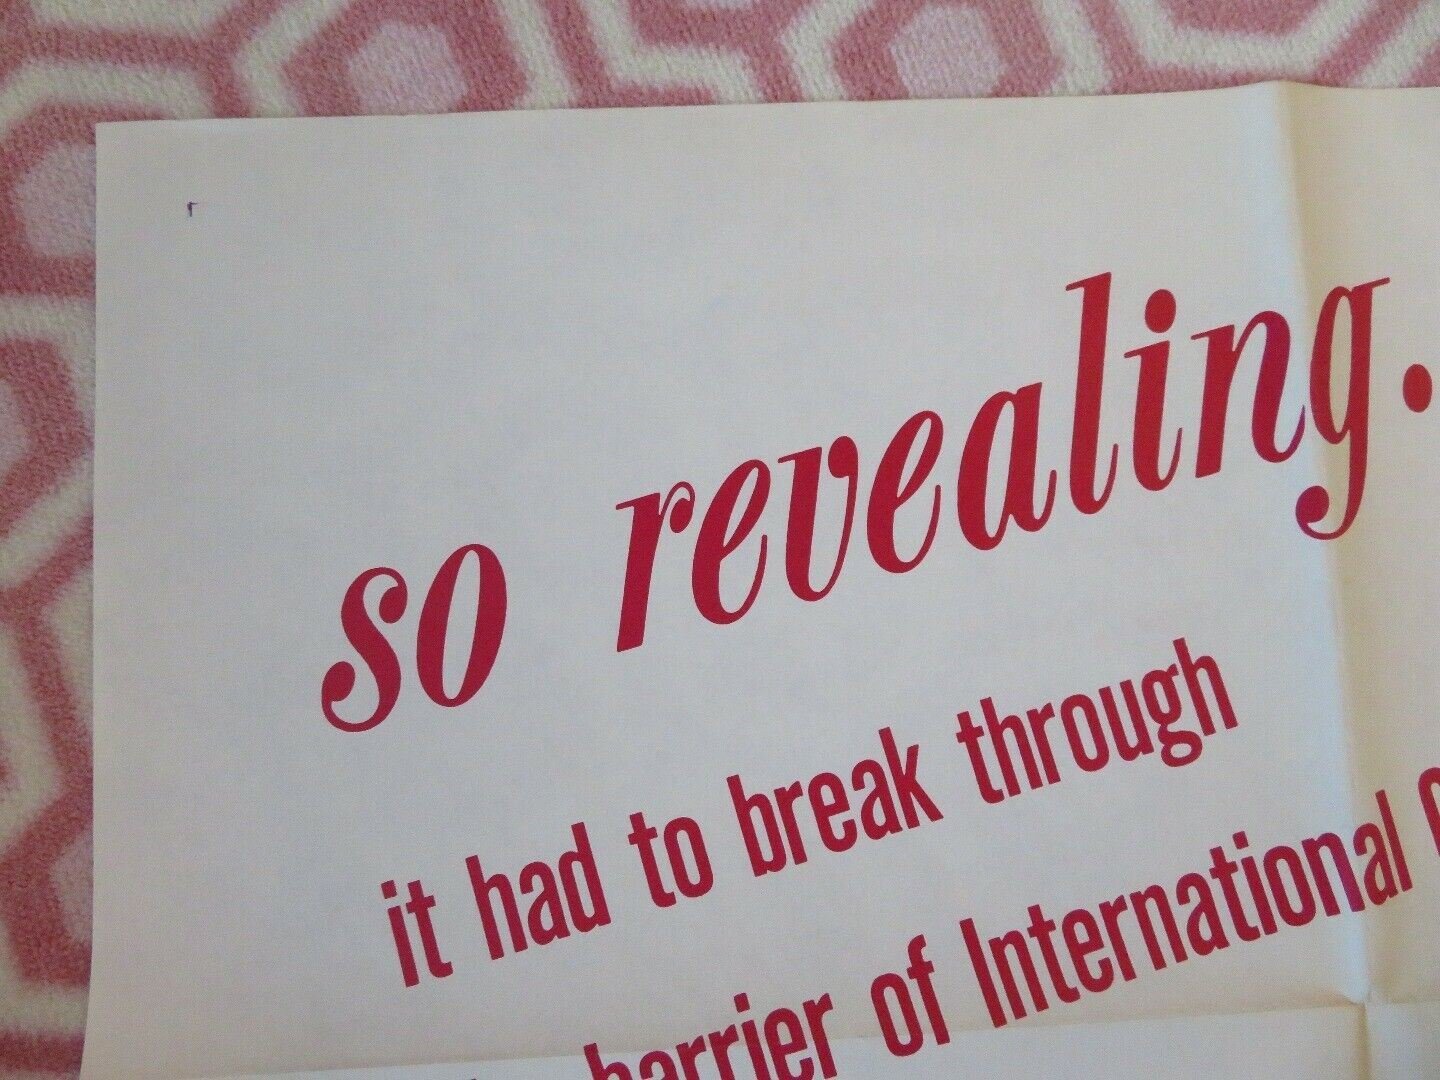 so revealing.
it had to break through
barrier of International